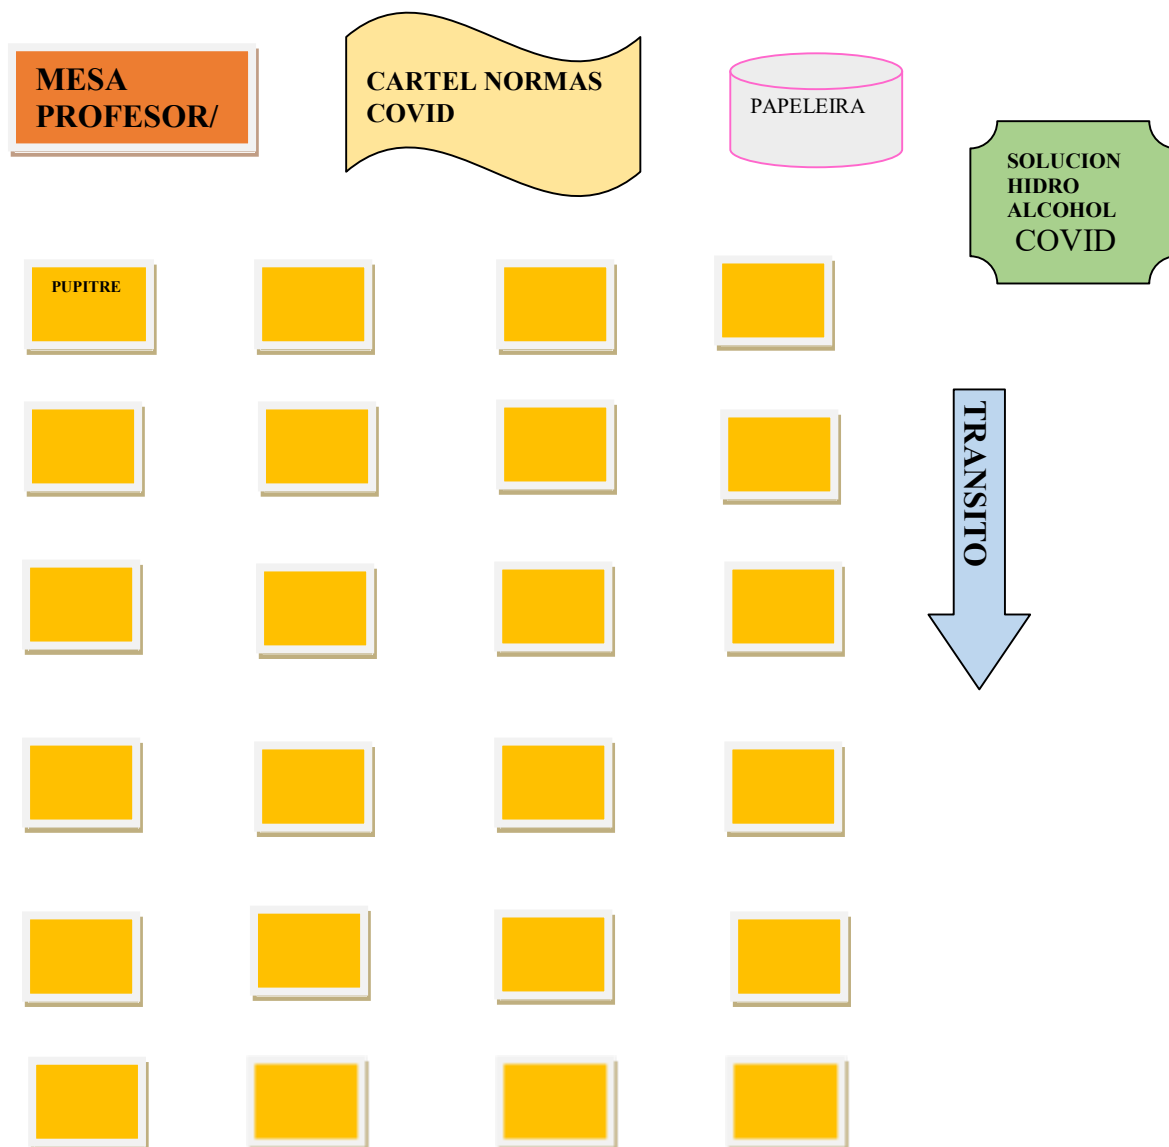 MESA
PROFESOR/
CARTEL NORMAS
COVID
PAPELEIRA
SOLUCION
HIDRO
ALCOHOL
COVID
PUPITRE
TRANSITO